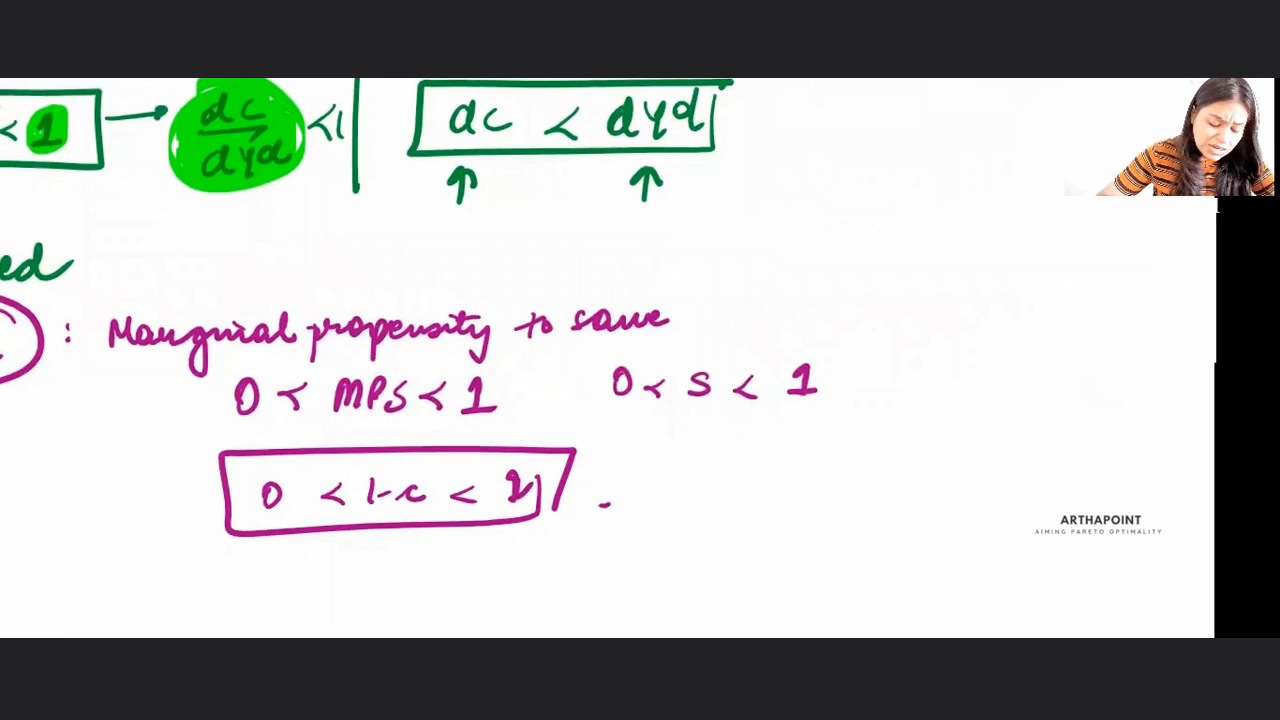 < 1 → dc/dyd < 1 | dc < dyd
↑ ↑
ed
: Marginal propensity to save
0 < MPS < 1 0 < s < 1
0 < 1-c < 1
ARTHAPOINT
AIMING PARETO OPTIMALITY